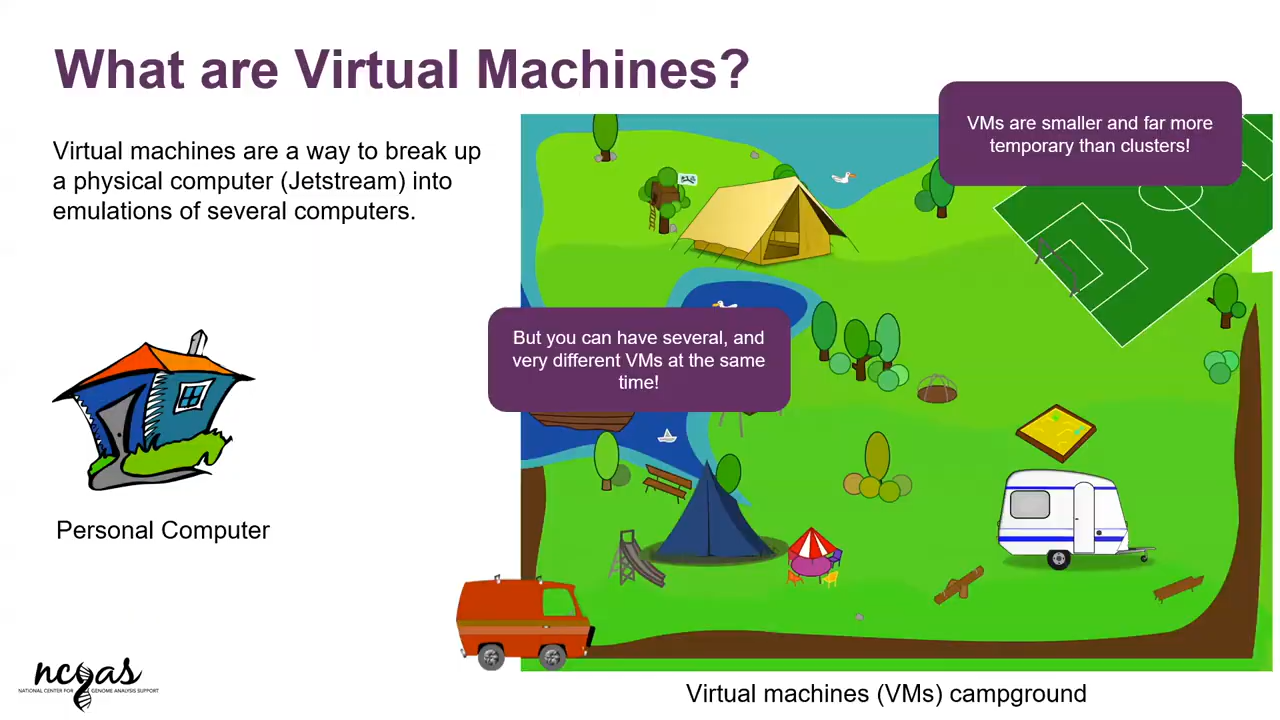 What are Virtual Machines?
Virtual machines are a way to break up
a physical computer (Jetstream) into
emulations of several computers.
VMs are smaller and far more
temporary than clusters!
But you can have several, and
very different VMs at the same
time!
Personal Computer
Virtual machines (VMs) campground
ncgas
NATIONAL CENTER FOR GENOME ANALYSIS SUPPORT